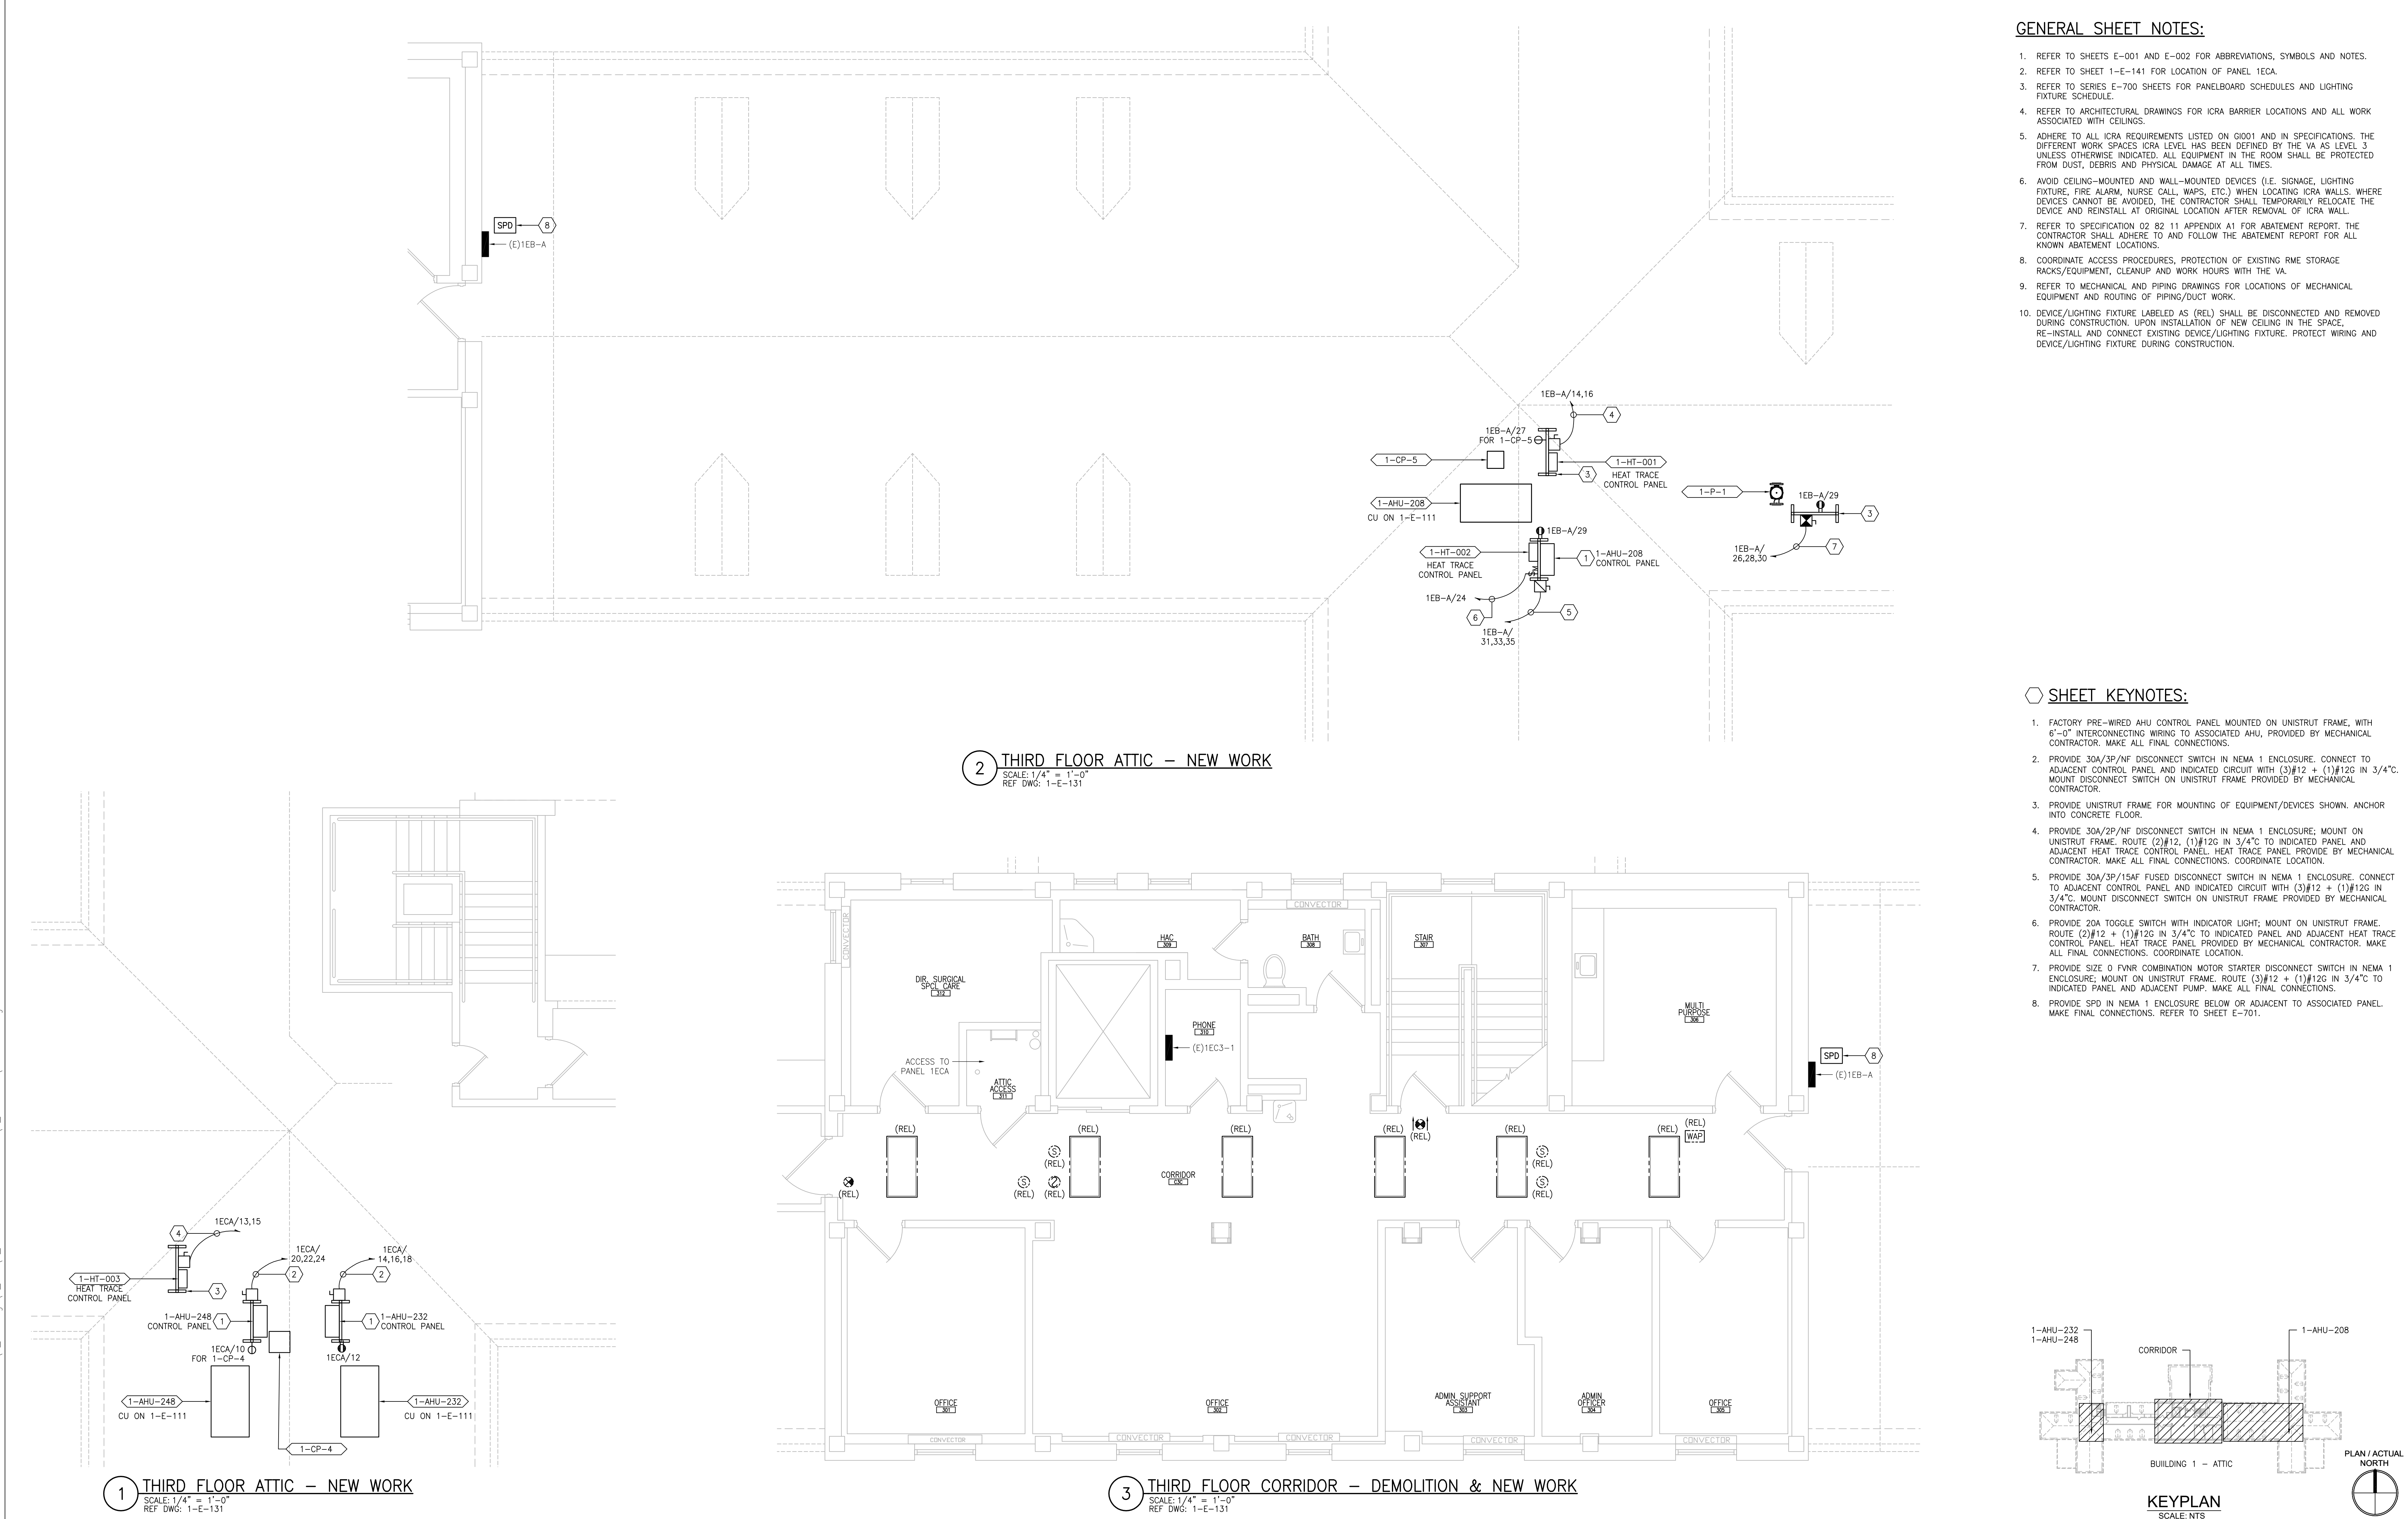 GENERAL SHEET NOTES:
1. REFER TO SHEETS E-001 AND E-002 FOR ABBREVIATIONS, SYMBOLS AND NOTES.
2. REFER TO SHEET 1-E-141 FOR LOCATION OF PANEL 1ECA.
3. REFER TO SERIES E-700 SHEETS FOR PANELBOARD SCHEDULES AND LIGHTING
FIXTURE SCHEDULE.
4. REFER TO ARCHITECTURAL DRAWINGS FOR ICRA BARRIER LOCATIONS AND ALL WORK
ASSOCIATED WITH CEILINGS.
5. ADHERE TO ALL ICRA REQUIREMENTS LISTED ON GI001 AND IN SPECIFICATIONS. THE
DIFFERENT WORK SPACES ICRA LEVEL HAS BEEN DEFINED BY THE VA AS LEVEL 3
UNLESS OTHERWISE INDICATED. ALL EQUIPMENT IN THE ROOM SHALL BE PROTECTED
FROM DUST, DEBRIS AND PHYSICAL DAMAGE AT ALL TIMES.
6. AVOID CEILING-MOUNTED AND WALL-MOUNTED DEVICES (I.E. SIGNAGE, LIGHTING
FIXTURE, FIRE ALARM, NURSE CALL, WAPS, ETC.) WHEN LOCATING ICRA WALLS. WHERE
DEVICES CANNOT BE AVOIDED, THE CONTRACTOR SHALL TEMPORARILY RELOCATE THE
DEVICE AND REINSTALL AT ORIGINAL LOCATION AFTER REMOVAL OF ICRA WALL.
7. REFER TO SPECIFICATION 02 82 11 APPENDIX A1 FOR ABATEMENT REPORT. THE
CONTRACTOR SHALL ADHERE TO AND FOLLOW THE ABATEMENT REPORT FOR ALL
KNOWN ABATEMENT LOCATIONS.
8. COORDINATE ACCESS PROCEDURES, PROTECTION OF EXISTING RME STORAGE
RACKS/EQUIPMENT, CLEANUP AND WORK HOURS WITH THE VA.
9. REFER TO MECHANICAL AND PIPING DRAWINGS FOR LOCATIONS OF MECHANICAL
EQUIPMENT AND ROUTING OF PIPING/DUCT WORK.
10. DEVICE/LIGHTING FIXTURE LABELED AS (REL) SHALL BE DISCONNECTED AND REMOVED
DURING CONSTRUCTION. UPON INSTALLATION OF NEW CEILING IN THE SPACE,
RE-INSTALL AND CONNECT EXISTING DEVICE/LIGHTING FIXTURE. PROTECT WIRING AND
DEVICE/LIGHTING FIXTURE DURING CONSTRUCTION.
SPD
8
(E)1EB-A
1EB-A/14,16
4
1EB-A/27
FOR 1-CP-5
1-CP-5
1-HT-001
HEAT TRACE
CONTROL PANEL
3
1-AHU-208
CU ON 1-E-111
1-P-1
1EB-A/29
3
1EB-A/29
1-HT-002
HEAT TRACE
CONTROL PANEL
1
1-AHU-208
CONTROL PANEL
1EB-A/
26,28,30
7
SM
1EB-A/24
6
5
1EB-A/
31,33,35
2
THIRD FLOOR ATTIC - NEW WORK
SCALE: 1/4" = 1'-0"
REF DWG: 1-E-131
SHEET KEYNOTES:
1. FACTORY PRE-WIRED AHU CONTROL PANEL MOUNTED ON UNISTRUT FRAME, WITH
6'-0" INTERCONNECTING WIRING TO ASSOCIATED AHU, PROVIDED BY MECHANICAL
CONTRACTOR. MAKE ALL FINAL CONNECTIONS.
2. PROVIDE 30A/3P/NF DISCONNECT SWITCH IN NEMA 1 ENCLOSURE. CONNECT TO
ADJACENT CONTROL PANEL AND INDICATED CIRCUIT WITH (3)#12 + (1)#12G IN 3/4"C.
MOUNT DISCONNECT SWITCH ON UNISTRUT FRAME PROVIDED BY MECHANICAL
CONTRACTOR.
3. PROVIDE UNISTRUT FRAME FOR MOUNTING OF EQUIPMENT/DEVICES SHOWN. ANCHOR
INTO CONCRETE FLOOR.
4. PROVIDE 30A/2P/NF DISCONNECT SWITCH IN NEMA 1 ENCLOSURE; MOUNT ON
UNISTRUT FRAME. ROUTE (2)#12, (1)#12G IN 3/4"C TO INDICATED PANEL AND
ADJACENT HEAT TRACE CONTROL PANEL. HEAT TRACE PANEL PROVIDE BY MECHANICAL
CONTRACTOR. MAKE ALL FINAL CONNECTIONS. COORDINATE LOCATION.
5. PROVIDE 30A/3P/15AF FUSED DISCONNECT SWITCH IN NEMA 1 ENCLOSURE. CONNECT
TO ADJACENT CONTROL PANEL AND INDICATED CIRCUIT WITH (3)#12 + (1)#12G IN
3/4"C. MOUNT DISCONNECT SWITCH ON UNISTRUT FRAME PROVIDED BY MECHANICAL
CONTRACTOR.
6. PROVIDE 20A TOGGLE SWITCH WITH INDICATOR LIGHT; MOUNT ON UNISTRUT FRAME.
ROUTE (2)#12 + (1)#12G IN 3/4"C TO INDICATED PANEL AND ADJACENT HEAT TRACE
CONTROL PANEL. HEAT TRACE PANEL PROVIDED BY MECHANICAL CONTRACTOR. MAKE
ALL FINAL CONNECTIONS. COORDINATE LOCATION.
7. PROVIDE SIZE 0 FVNR COMBINATION MOTOR STARTER DISCONNECT SWITCH IN NEMA 1
ENCLOSURE; MOUNT ON UNISTRUT FRAME. ROUTE (3)#12 + (1)#12G IN 3/4"C TO
INDICATED PANEL AND ADJACENT PUMP. MAKE ALL FINAL CONNECTIONS.
8. PROVIDE SPD IN NEMA 1 ENCLOSURE BELOW OR ADJACENT TO ASSOCIATED PANEL.
MAKE FINAL CONNECTIONS. REFER TO SHEET E-701.
4
1ECA/13,15
1ECA/
20,22,24
2
1ECA/
14,16,18
2
1-HT-003
HEAT TRACE
CONTROL PANEL
3
1-AHU-248
CONTROL PANEL
1
1
1-AHU-232
CONTROL PANEL
1ECA/10
FOR 1-CP-4
1ECA/12
1-AHU-248
CU ON 1-E-111
1-AHU-232
CU ON 1-E-111
1-CP-4
1
THIRD FLOOR ATTIC - NEW WORK
SCALE: 1/4" = 1'-0"
REF DWG: 1-E-131
CONVECTOR
CONVECTOR
HAC
309
BATH
308
STAIR
307
DIR. SURGICAL
SPCL CARE
312
MULTI
PURPOSE
306
PHONE
310
(E)1EC3-1
ACCESS TO
PANEL 1ECA
ATTIC
ACCESS
311
SPD
8
(E)1EB-A
(REL)
(REL)
(REL)
(REL)
(REL)
(REL)
(REL)
(REL)
WAP
S
(REL)
S
(REL)
CORRIDOR
C3C
(REL)
S
(REL)
2
(REL)
S
(REL)
OFFICE
301
OFFICE
302
ADMIN SUPPORT
ASSISTANT
303
ADMIN
OFFICER
304
OFFICE
305
CONVECTOR
CONVECTOR
CONVECTOR
CONVECTOR
CONVECTOR
3
THIRD FLOOR CORRIDOR - DEMOLITION & NEW WORK
SCALE: 1/4" = 1'-0"
REF DWG: 1-E-131
1-AHU-232
1-AHU-248
CORRIDOR
1-AHU-208
BUIILDING 1 - ATTIC
KEYPLAN
SCALE: NTS
PLAN / ACTUAL
NORTH